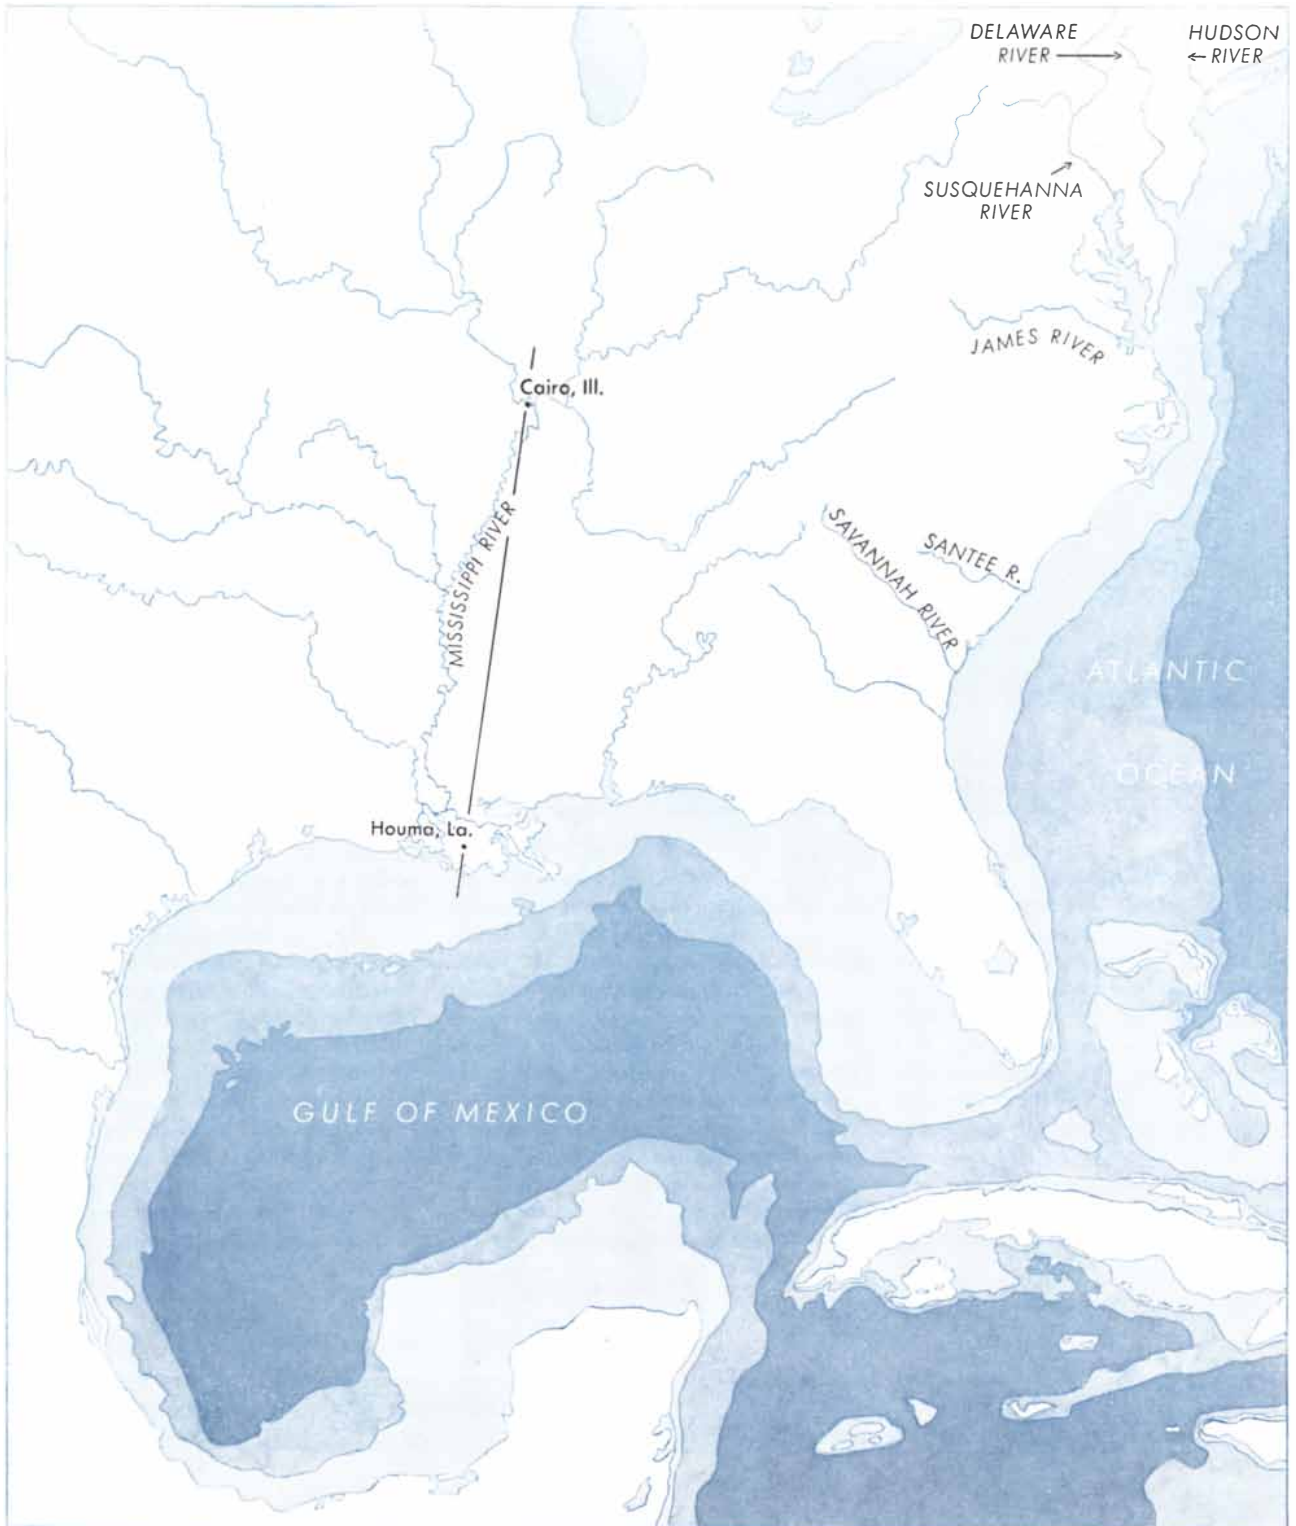 DELAWARE
RIVER
HUDSON
RIVER
SUSQUEHANNA
RIVER
JAMES RIVER
Cairo, Ill.
MISSISSIPPI RIVER
SAVANNAH RIVER
SANTEE R.
ATLANTIC
OCEAN
Houma, La.
GULF OF MEXICO